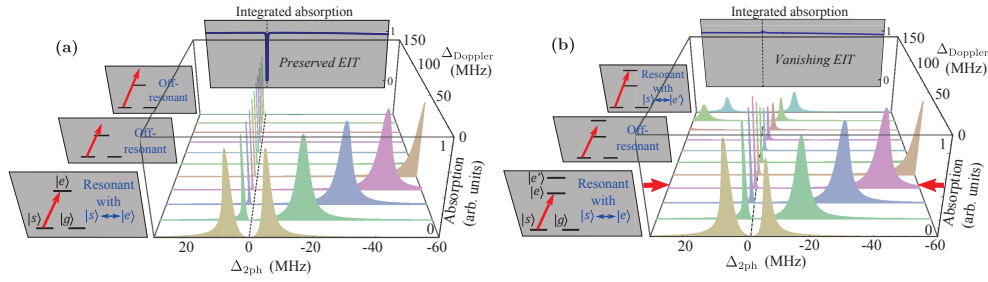 (a)
Integrated absorption
Preserved EIT
1
0
150
100
50
0
Δ_Doppler
(MHz)
Off-
resonant
Off-
resonant
|e⟩
|s⟩ |g⟩
Resonant
with
|s⟩↔|e⟩
1
0
Absorption
(arb. units)
20 0 -20 -40 -60
Δ_2ph (MHz)
(b)
Integrated absorption
Vanishing EIT
1
0
150
100
50
0
Δ_Doppler
(MHz)
Resonant
with
|s⟩↔|e'⟩
Off-
resonant
|e'⟩
|e⟩
|s⟩ |g⟩
Resonant
with
|s⟩↔|e⟩
1
0
Absorption
(arb. units)
20 0 -20 -40 -60
Δ_2ph (MHz)